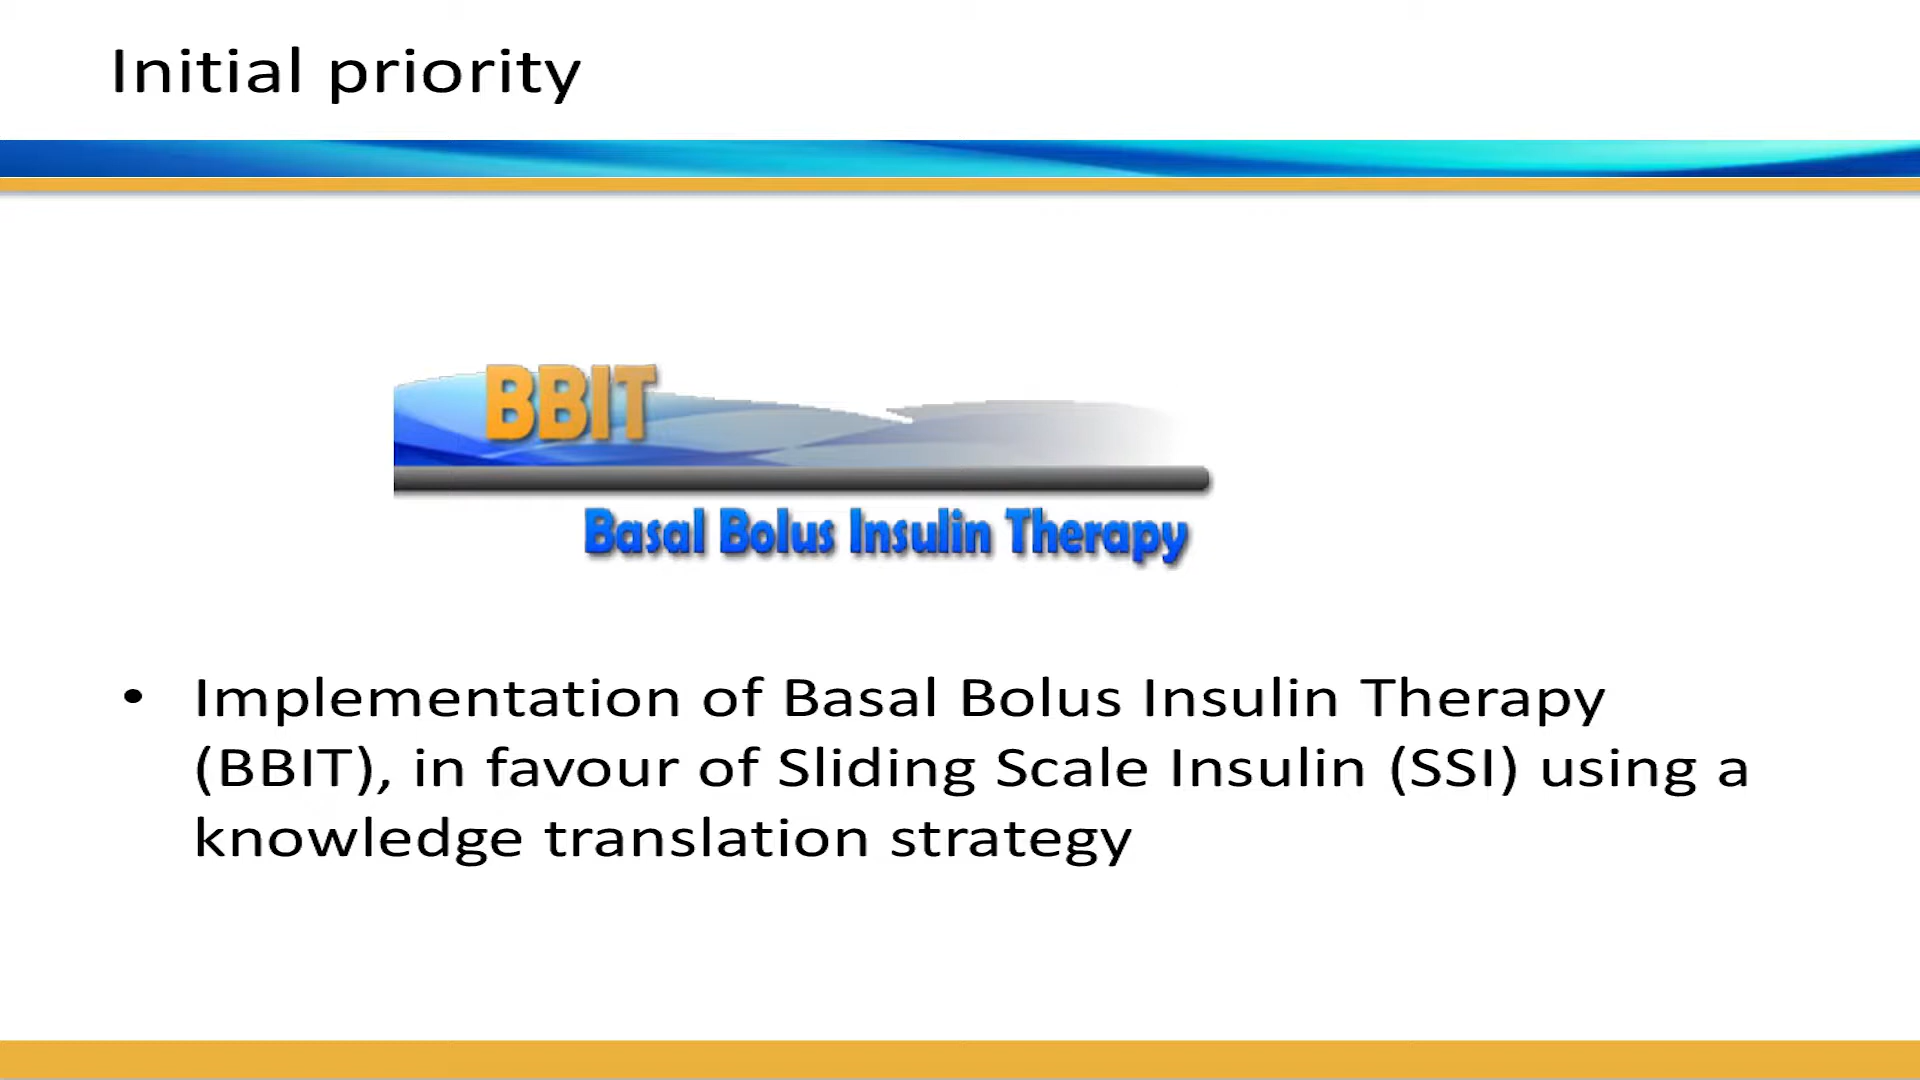 Initial priority
BBIT
Basal Bolus Insulin Therapy
• Implementation of Basal Bolus Insulin Therapy
(BBIT), in favour of Sliding Scale Insulin (SSI) using a
knowledge translation strategy